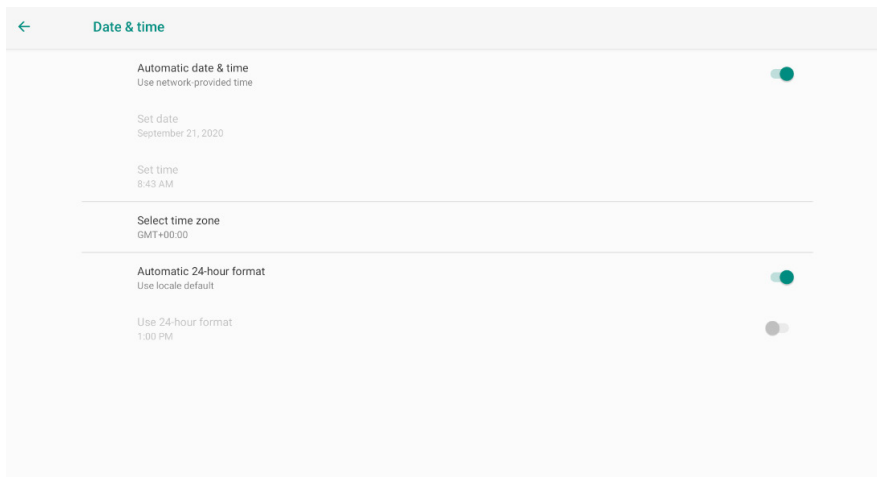 Date & time
Automatic date & time
Use network-provided time
Set date
September 21, 2020
Set time
8:43 AM
Select time zone
GMT+00:00
Automatic 24-hour format
Use locale default
Use 24-hour format
1:00 PM